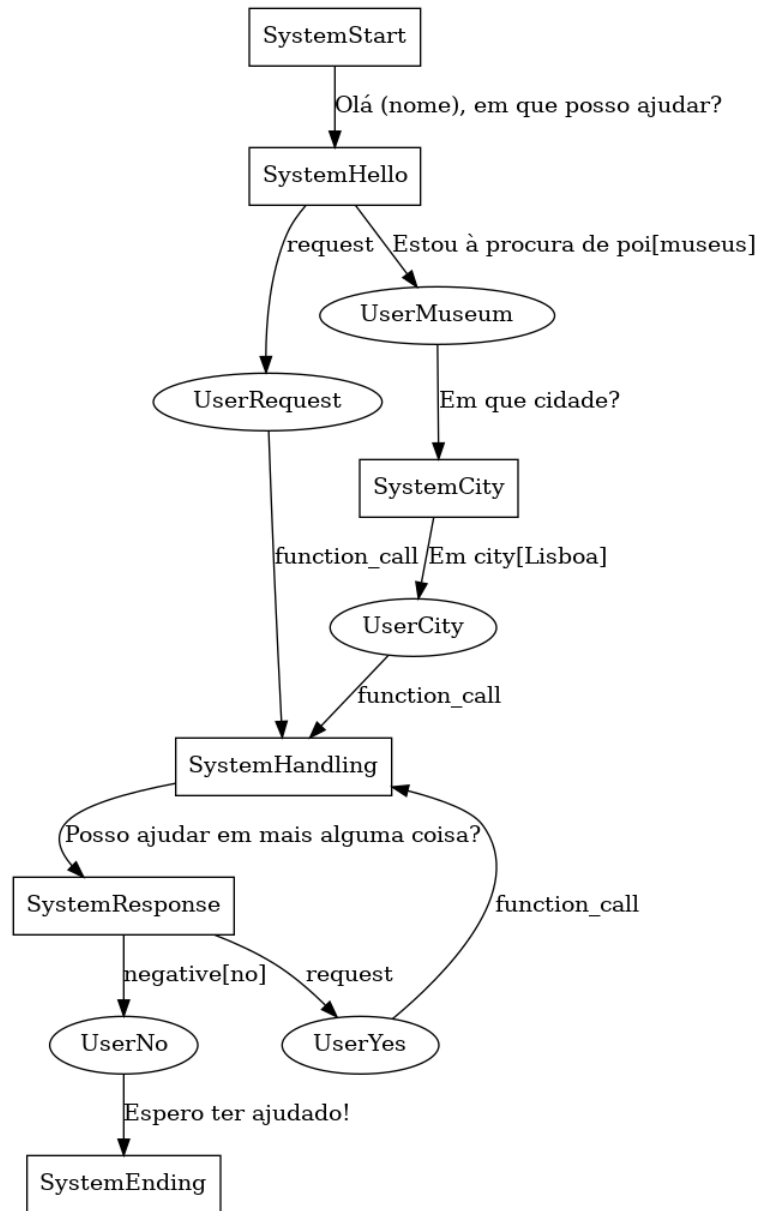 SystemStart
Olá (nome), em que posso ajudar?
SystemHello
request
Estou à procura de poi[museus]
UserMuseum
UserRequest
Em que cidade?
SystemCity
function_call
Em city[Lisboa]
UserCity
function_call
SystemHandling
Posso ajudar em mais alguma coisa?
SystemResponse
function_call
negative[no]
request
UserNo
UserYes
Espero ter ajudado!
SystemEnding